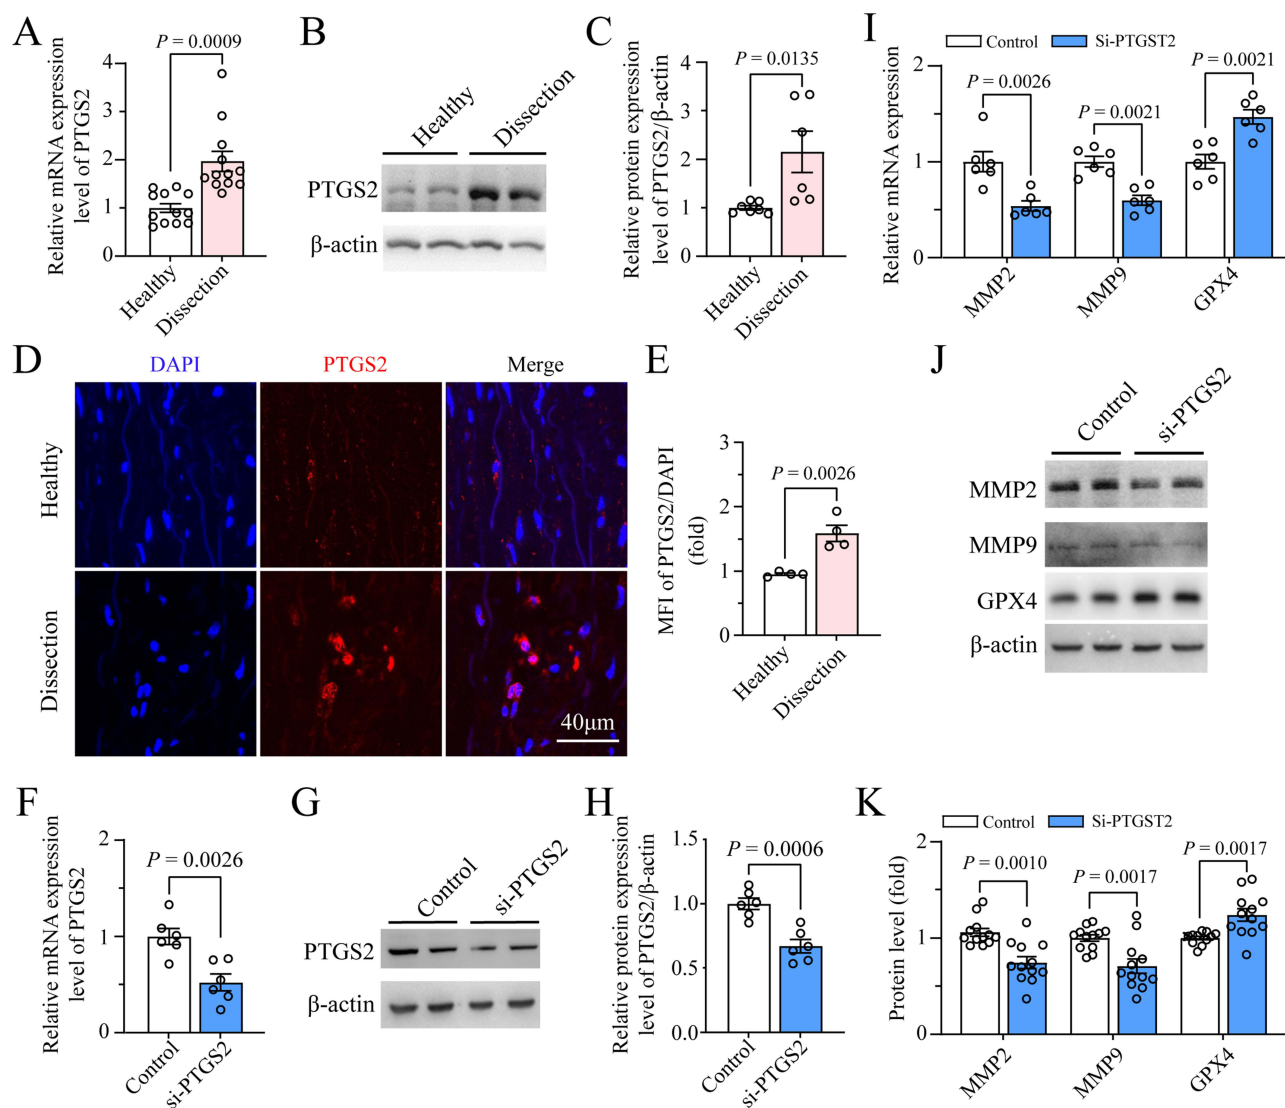 A
Relative mRNA expression
level of PTGS2
P = 0.0009
4
3
2
1
0
Healthy
Dissection
B
Healthy
Dissection
PTGS2
β-actin
C
Relative protein expression
level of PTGS2/β-actin
P = 0.0135
4
3
2
1
0
Healthy
Dissection
I
Control
Si-PTGST2
Relative mRNA expression
P = 0.0026
P = 0.0021
P = 0.0021
2
1
0
MMP2
MMP9
GPX4
D
DAPI
PTGS2
Merge
Healthy
Dissection
40μm
E
MFI of PTGS2/DAPI
(fold)
P = 0.0026
3
2
1
0
Healthy
Dissection
J
Control
si-PTGS2
MMP2
MMP9
GPX4
β-actin
F
Relative mRNA expression
level of PTGS2
P = 0.0026
2
1
0
Control
si-PTGS2
G
Control
si-PTGS2
PTGS2
β-actin
H
Relative protein expression
level of PTGS2/β-actin
P = 0.0006
1.5
1.0
0.5
0.0
Control
si-PTGS2
K
Control
Si-PTGST2
Protein level (fold)
P = 0.0010
P = 0.0017
P = 0.0017
2
1
0
MMP2
MMP9
GPX4